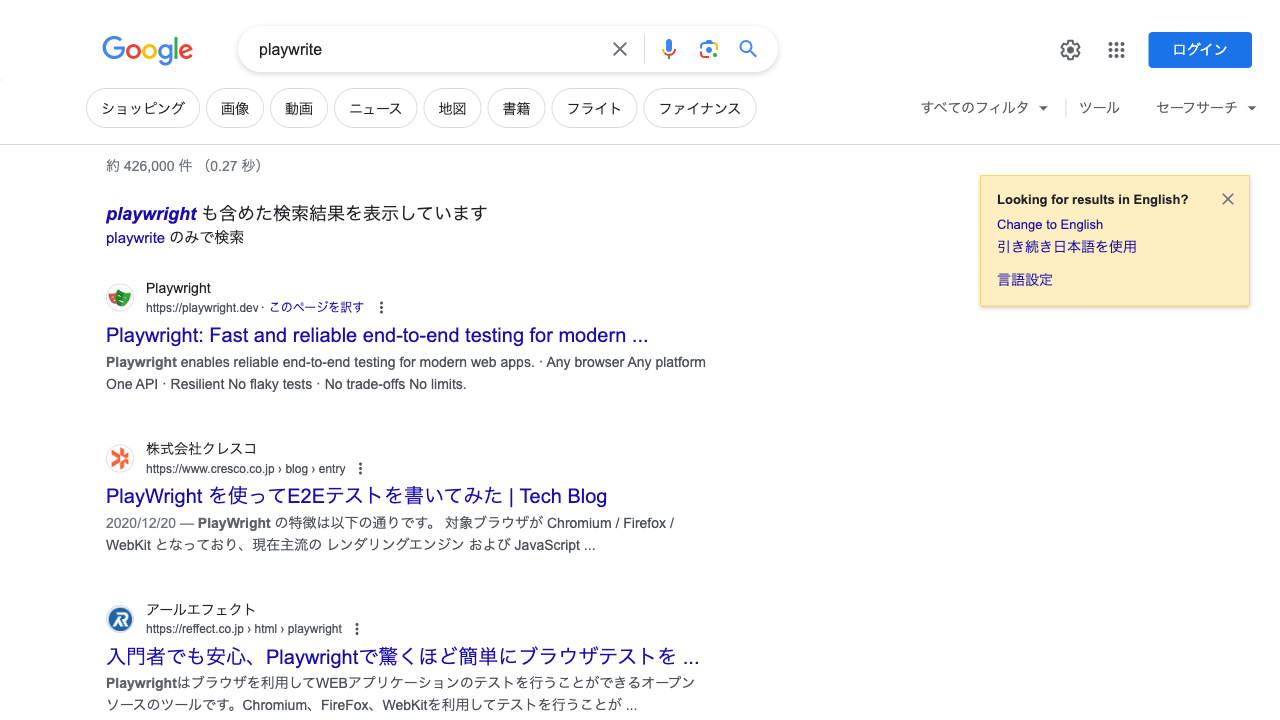 Google
playwrite
ログイン
ショッピング 画像 動画 ニュース 地図 書籍 フライト ファイナンス すべてのフィルタ ツール セーフサーチ
約 426,000 件 （0.27 秒）
playwright も含めた検索結果を表示しています
playwrite のみで検索
Looking for results in English?
Change to English
引き続き日本語を使用
言語設定
Playwright
https://playwright.dev · このページを訳す
Playwright: Fast and reliable end-to-end testing for modern ...
Playwright enables reliable end-to-end testing for modern web apps. · Any browser Any platform
One API · Resilient No flaky tests · No trade-offs No limits.
株式会社クレスコ
https://www.cresco.co.jp › blog › entry
PlayWright を使ってE2Eテストを書いてみた | Tech Blog
2020/12/20 — PlayWright の特徴は以下の通りです。 対象ブラウザが Chromium / Firefox /
WebKit となっており、現在主流の レンダリングエンジン および JavaScript ...
アールエフェクト
https://reffect.co.jp › html › playwright
入門者でも安心、Playwrightで驚くほど簡単にブラウザテストを ...
Playwrightはブラウザを利用してWEBアプリケーションのテストを行うことができるオープン
ソースのツールです。Chromium、FireFox、WebKitを利用してテストを行うことが ...